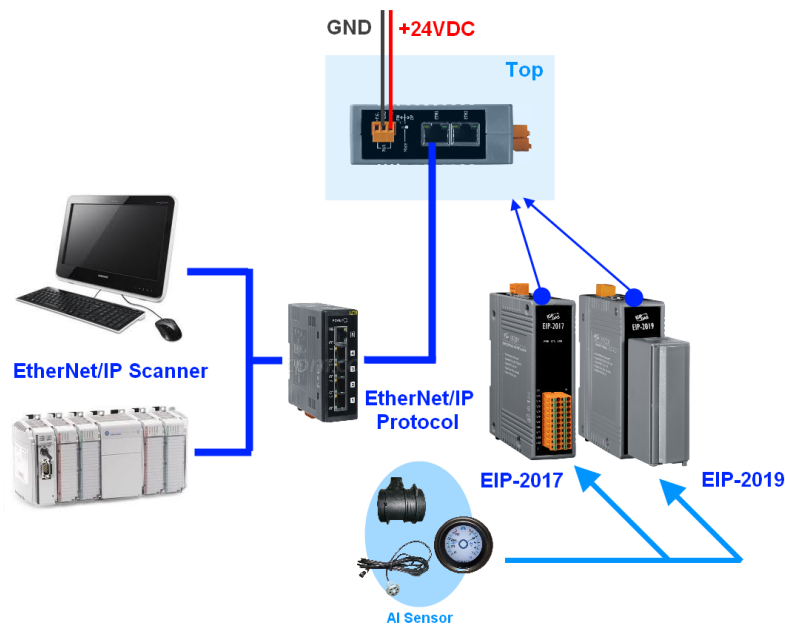 GND
+24VDC
Top
EtherNet/IP Scanner
EtherNet/IP
Protocol
EIP-2017
EIP-2019
EIP-2017
EIP-2019
AI Sensor